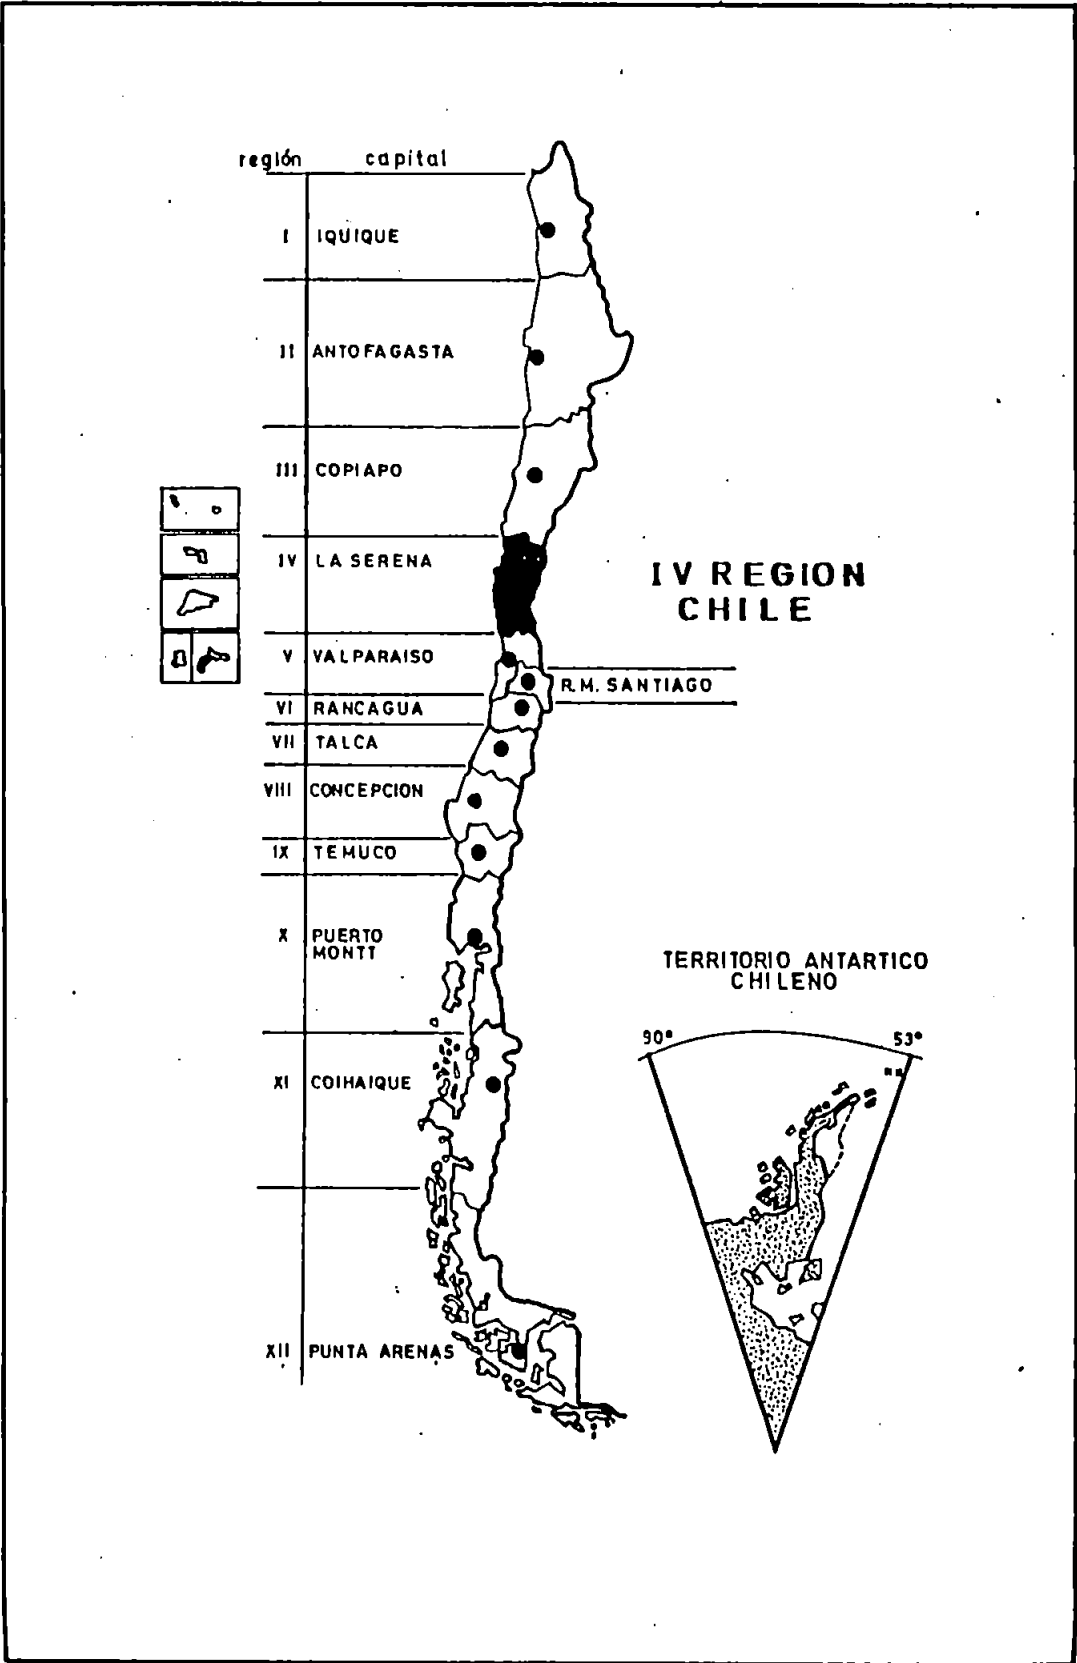 región capital
I IQUIQUE
II ANTOFAGASTA
III COPIAPO
IV LA SERENA
IV REGION
CHILE
V VALPARAISO
R.M. SANTIAGO
VI RANCAGUA
VII TALCA
VIII CONCEPCION
IX TEMUCO
X PUERTO
MONTT
TERRITORIO ANTARTICO
CHILENO
90° 53°
XI COIHAIQUE
XII PUNTA ARENAS